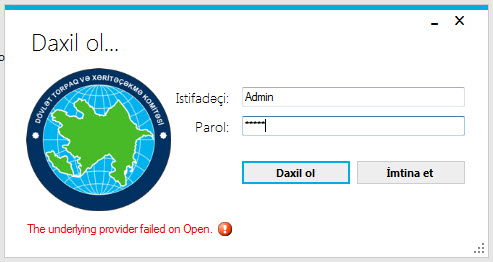 Daxil ol...
DÖVLƏT TORPAQ VƏ XƏRİTƏÇƏKMƏ KOMİTƏSİ
İstifadəçi:
Admin
Parol:
*****
Daxil ol
İmtina et
The underlying provider failed on Open.